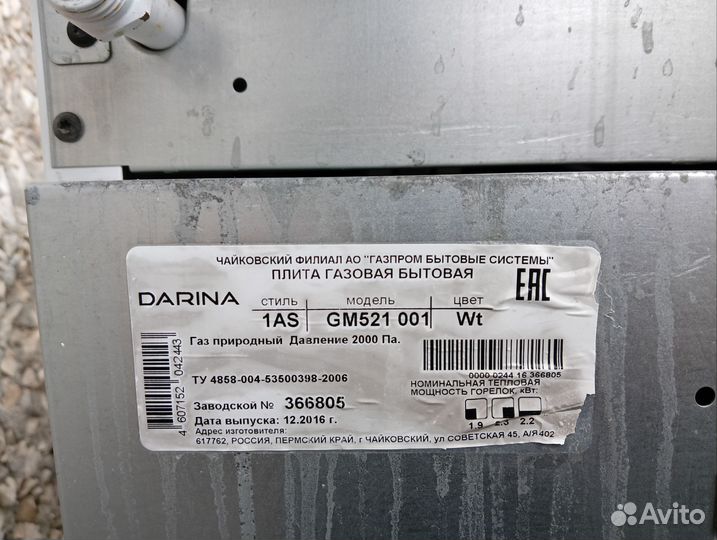 ЧАЙКОВСКИЙ ФИЛИАЛ АО "ГАЗПРОМ БЫТОВЫЕ СИСТЕМЫ"
ПЛИТА ГАЗОВАЯ БЫТОВАЯ
DARINA
стиль модель цвет
1AS GM521 001 Wt
EAC
Газ природный Давление 2000 Па.
ТУ 4858-004-53500398-2006
0000 0244 16 366805
НОМИНАЛЬНАЯ ТЕПЛОВАЯ
МОЩНОСТЬ ГОРЕЛОК, кВт:
1.9 2.3 2.2
Заводской № 366805
Дата выпуска: 12.2016 г.
Адрес изготовителя:
617762, РОССИЯ, ПЕРМСКИЙ КРАЙ, г ЧАЙКОВСКИЙ, ул СОВЕТСКАЯ 45, А/Я 402
4 607152 042443
Avito